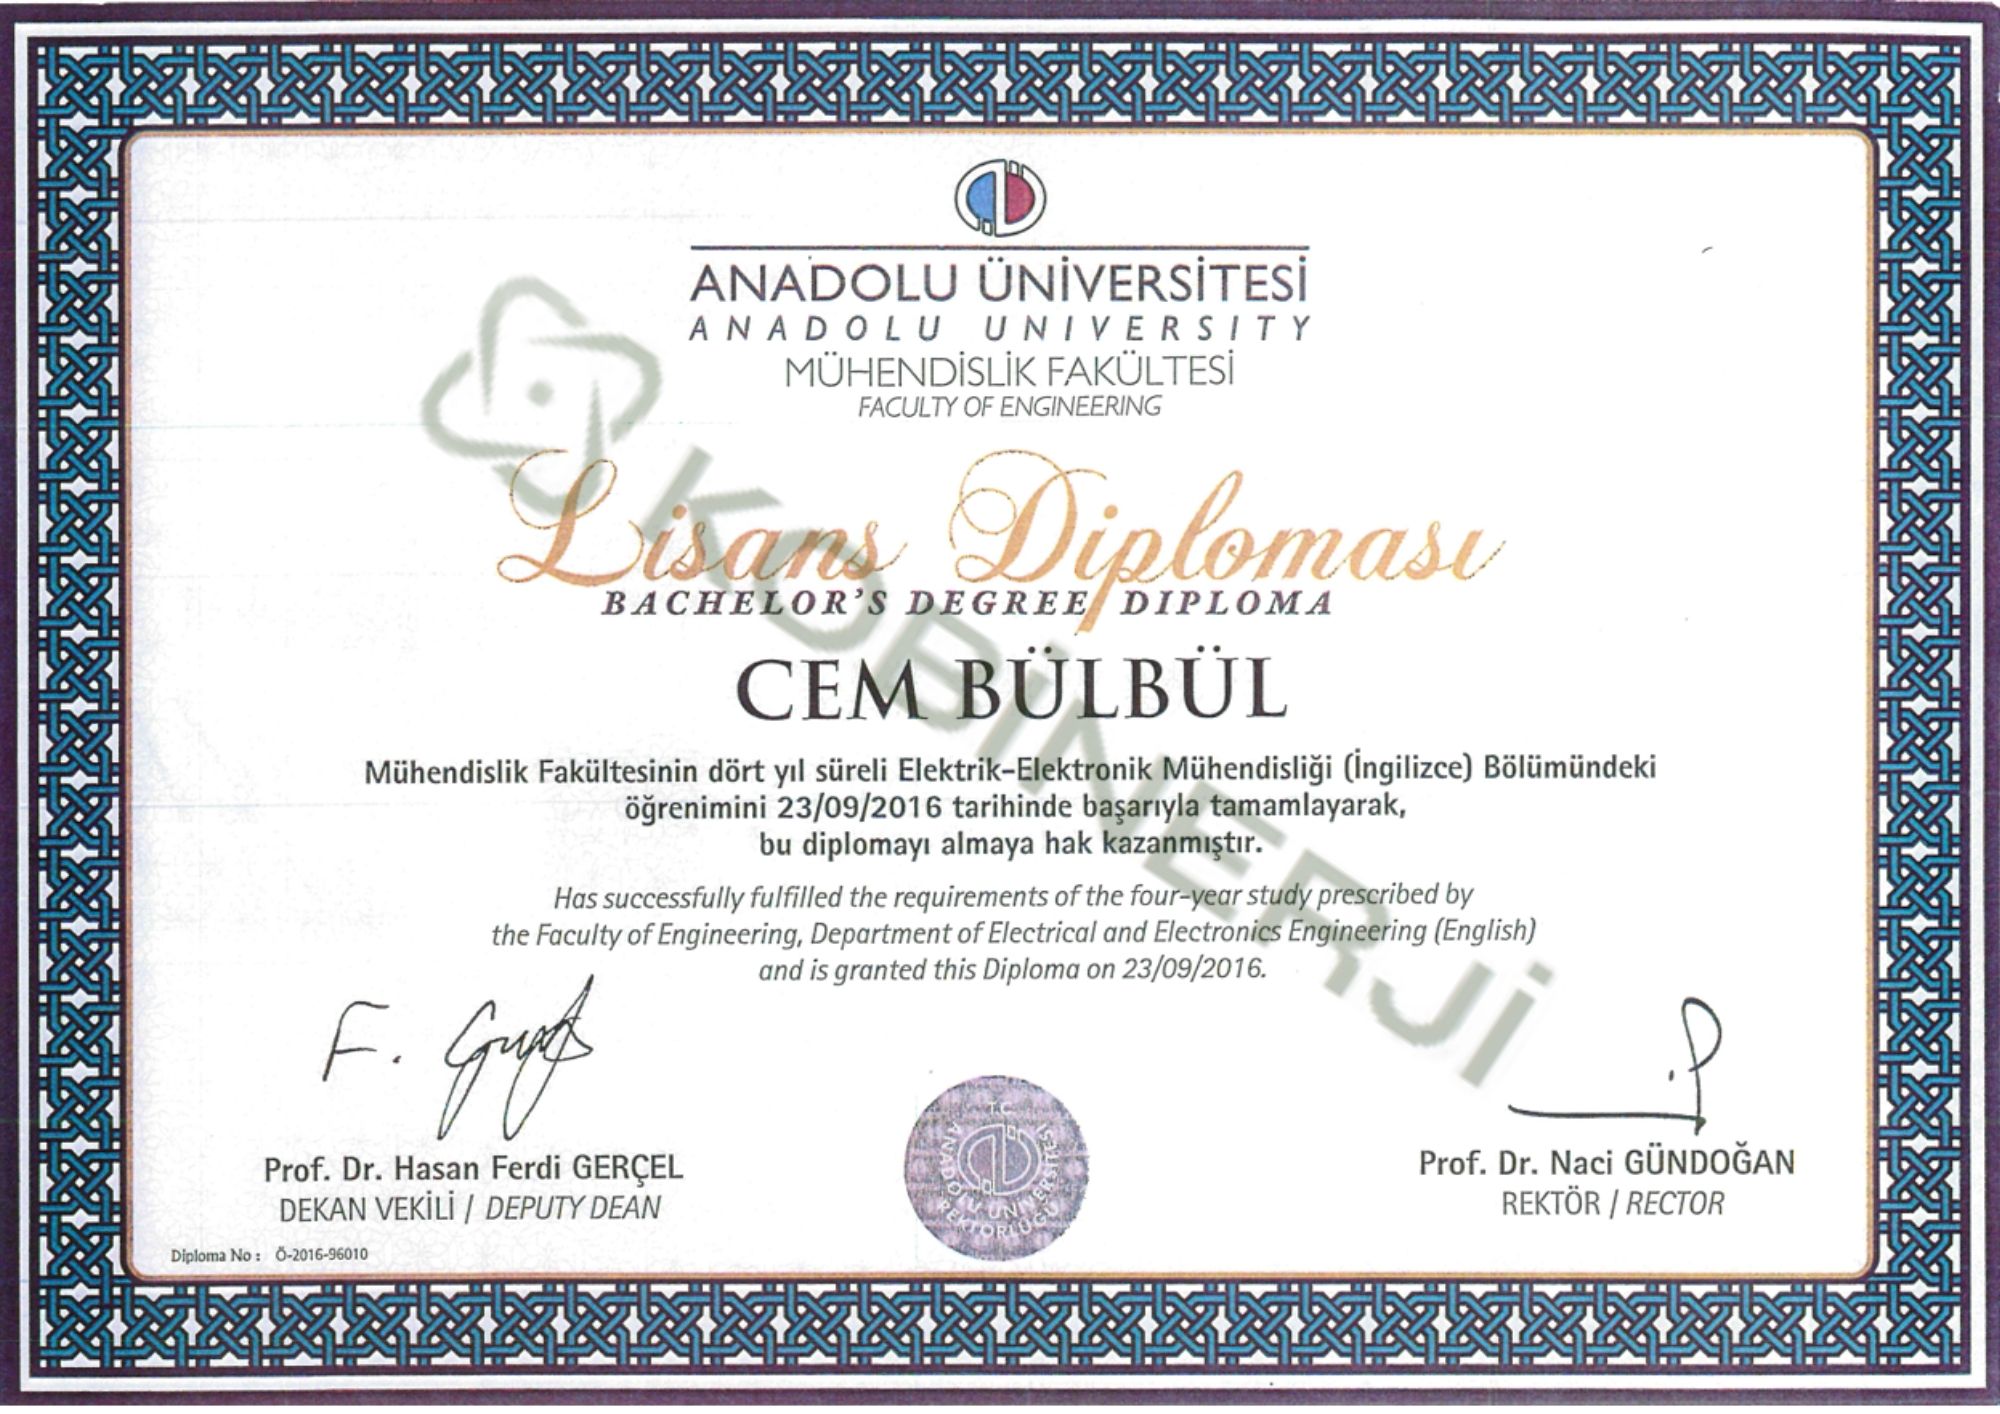 ANADOLU ÜNİVERSİTESİ
ANADOLU UNIVERSITY
MÜHENDİSLİK FAKÜLTESİ
FACULTY OF ENGINEERING
Lisans Diploması
BACHELOR'S DEGREE DIPLOMA
KOBİNERJİ
CEM BÜLBÜL
Mühendislik Fakültesinin dört yıl süreli Elektrik-Elektronik Mühendisliği (İngilizce) Bölümündeki
öğrenimini 23/09/2016 tarihinde başarıyla tamamlayarak,
bu diplomayı almaya hak kazanmıştır.
Has successfully fulfilled the requirements of the four-year study prescribed by
the Faculty of Engineering, Department of Electrical and Electronics Engineering (English)
and is granted this Diploma on 23/09/2016.
Prof. Dr. Hasan Ferdi GERÇEL
DEKAN VEKİLİ / DEPUTY DEAN
T.C.
ANADOLU ÜNİVERSİTESİ
REKTÖRLÜĞÜ
Prof. Dr. Naci GÜNDOĞAN
REKTÖR / RECTOR
Diploma No : Ö-2016-96010